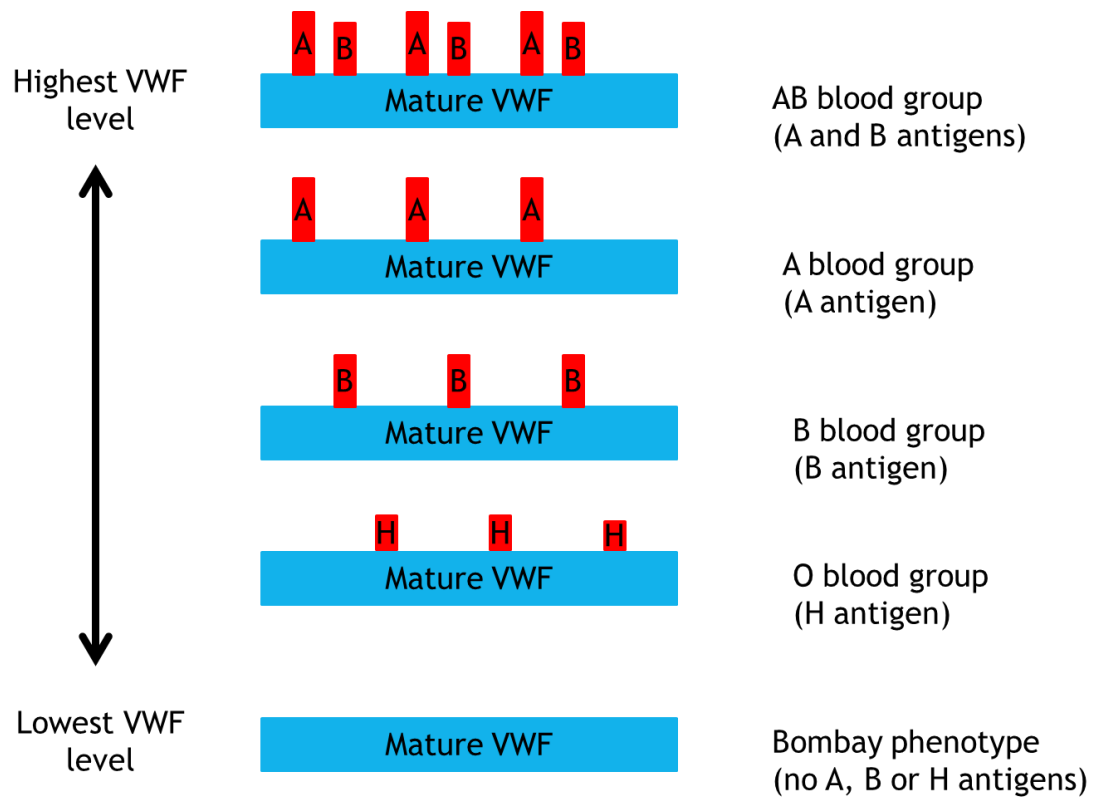 A B A B A B
Highest VWF
level
Mature VWF
AB blood group
(A and B antigens)
A A A
Mature VWF
A blood group
(A antigen)
B B B
Mature VWF
B blood group
(B antigen)
H H H
Mature VWF
O blood group
(H antigen)
Lowest VWF
level
Mature VWF
Bombay phenotype
(no A, B or H antigens)